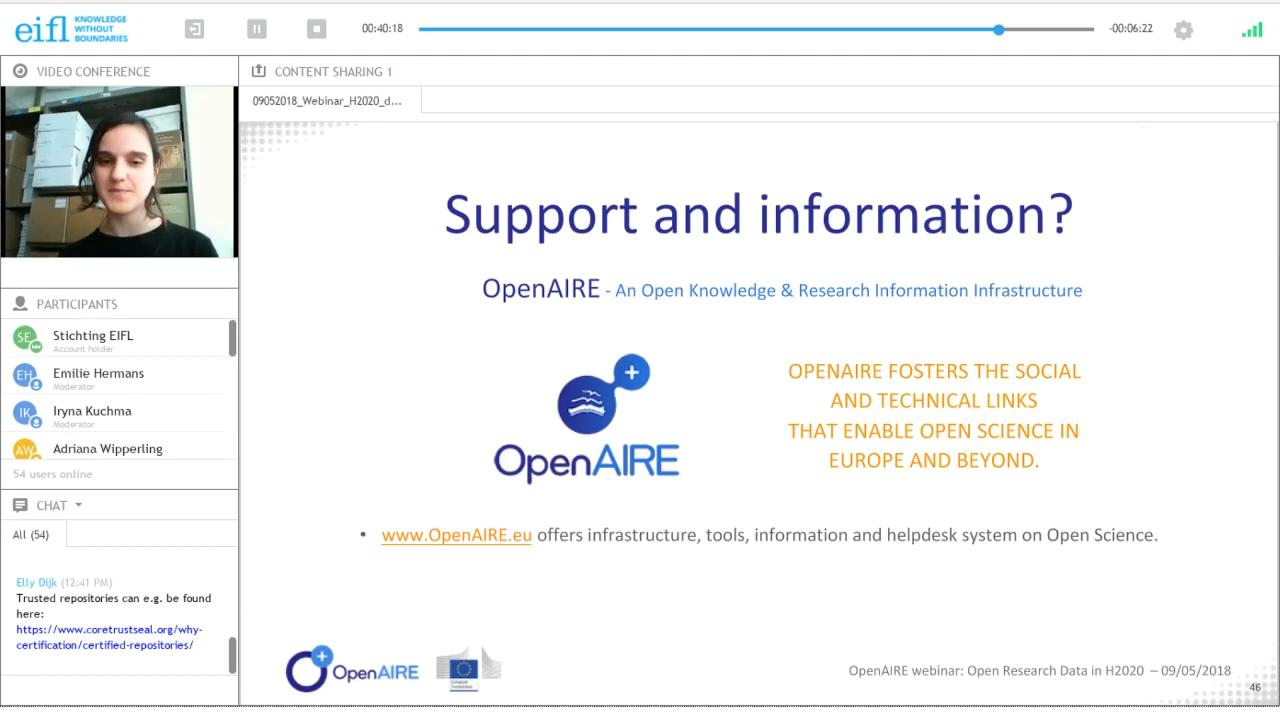 eifl KNOWLEDGE
WITHOUT
BOUNDARIES
00:40:18
-00:06:22
VIDEO CONFERENCE
CONTENT SHARING 1
09052018_Webinar_H2020_d...
PARTICIPANTS
SE Stichting EIFL
Account holder
EH Emilie Hermans
Moderator
IK Iryna Kuchma
Moderator
AW Adriana Wipperling
54 users online
CHAT
All (54)
Elly Dijk (12:41 PM)
Trusted repositories can e.g. be found
here:
https://www.coretrustseal.org/why-
certification/certified-repositories/
Support and information?
OpenAIRE - An Open Knowledge & Research Information Infrastructure
OpenAIRE
OPENAIRE FOSTERS THE SOCIAL
AND TECHNICAL LINKS
THAT ENABLE OPEN SCIENCE IN
EUROPE AND BEYOND.
• www.OpenAIRE.eu offers infrastructure, tools, information and helpdesk system on Open Science.
OpenAIRE
OpenAIRE webinar: Open Research Data in H2020 – 09/05/2018
46